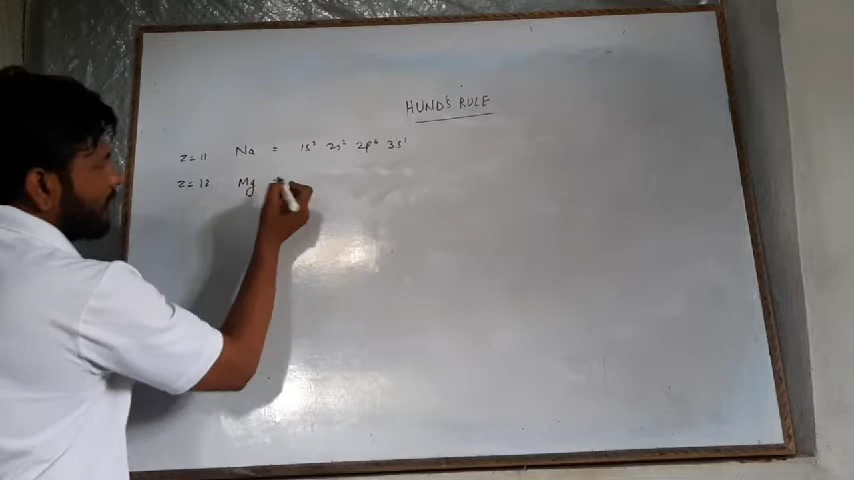 HUND'S RULE
Z=11 Na = 1s² 2s² 2p⁶ 3s¹
Z=12 Mg =